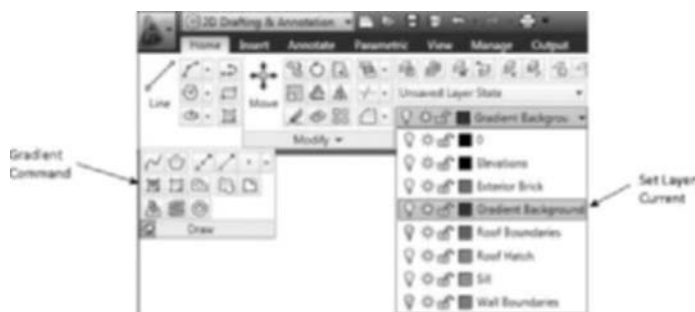 2D Drafting & Annotation
Home Insert Annotate Parametric View Manage Output
Line
Move
Unsaved Layer State
Modify
Gradient Backgrou
0
Elevations
Exterior Brick
Gradient Background
Roof Boundaries
Roof Hatch
Sill
Wall Boundaries
Draw
Gradient
Command
Set Layer
Current